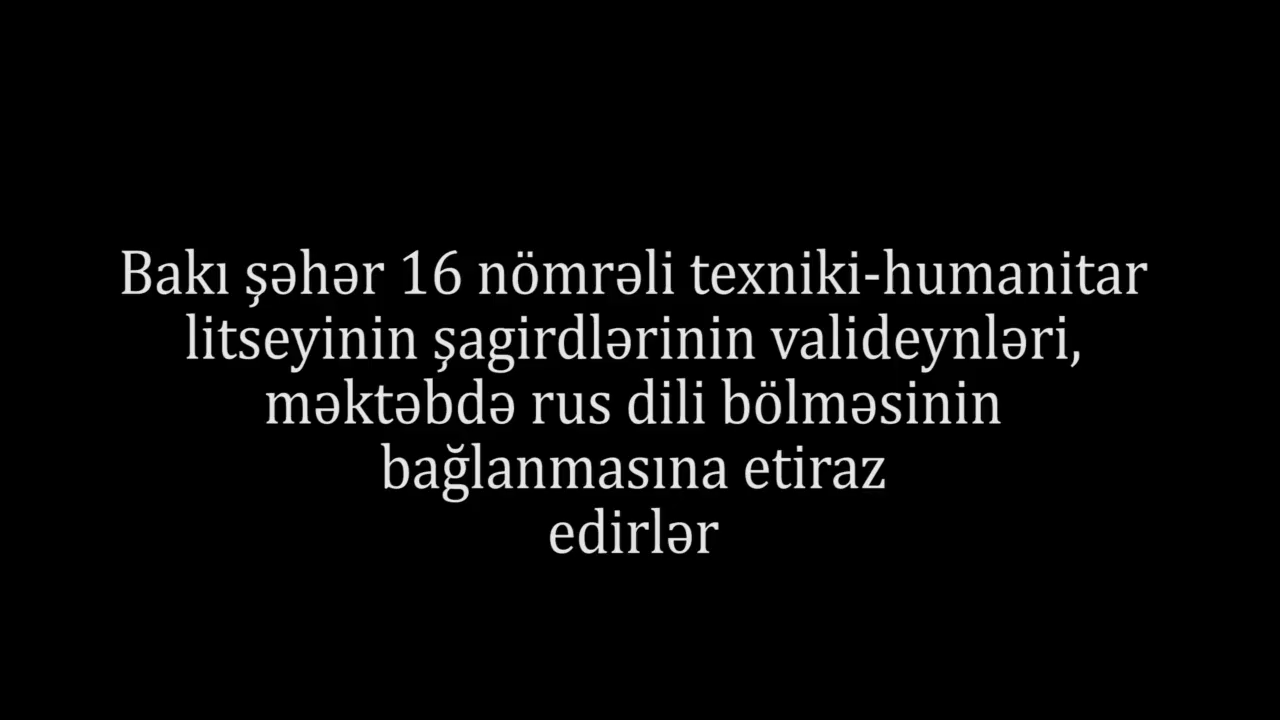 Bakı şəhər 16 nömrəli texniki-humanitar
litseyinin şagirdlərinin valideynləri,
məktəbdə rus dili bölməsinin
bağlanmasına etiraz
edirlər